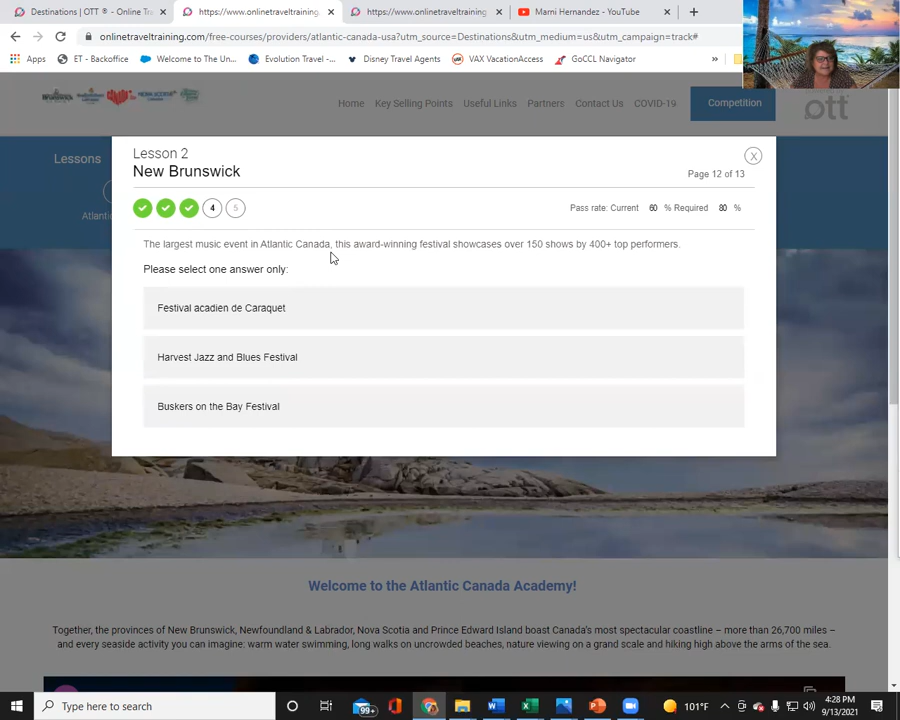 Destinations | OTT ® - Online Tra
https://www.onlinetraveltraining.
https://www.onlinetraveltraining
Marni Hernandez - YouTube
onlinetraveltraining.com/free-courses/providers/atlantic-canada-usa?utm_source=Destinations&utm_medium=us&utm_campaign=track#
Apps ET - Backoffice Welcome to The Un... Evolution Travel -... Disney Travel Agents VAX VacationAccess GoCCL Navigator »
Home Key Selling Points Useful Links Partners Contact Us COVID-19 Competition ott
Lessons
Lesson 2
New Brunswick
X
Page 12 of 13
4 5
Pass rate: Current 60 % Required 80 %
Atlanti
The largest music event in Atlantic Canada, this award-winning festival showcases over 150 shows by 400+ top performers.
Please select one answer only:
Festival acadien de Caraquet
Harvest Jazz and Blues Festival
Buskers on the Bay Festival
Welcome to the Atlantic Canada Academy!
Together, the provinces of New Brunswick, Newfoundland & Labrador, Nova Scotia and Prince Edward Island boast Canada's most spectacular coastline – more than 26,700 miles –
and every seaside activity you can imagine: warm water swimming, long walks on uncrowded beaches, nature viewing on a grand scale and hiking high above the arms of the sea.
Type here to search
99+
101°F
4:28 PM
9/13/2021